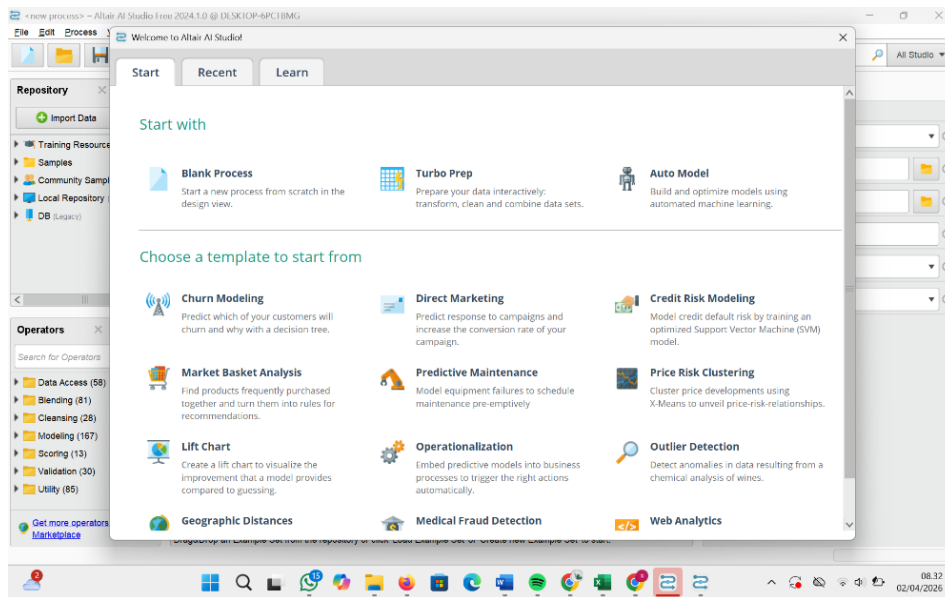 <new process> – Altair AI Studio Free 2024.1.0 @ DESKTOP-6PCTBMG
File Edit Process
Welcome to Altair AI Studio!
All Studio
Start Recent Learn
Repository
Import Data
Training Resource
Samples
Community Sampl
Local Repository
DB (Legacy)
Start with
Blank Process
Start a new process from scratch in the
design view.
Turbo Prep
Prepare your data interactively:
transform, clean and combine data sets.
Auto Model
Build and optimize models using
automated machine learning.
Choose a template to start from
Churn Modeling
Predict which of your customers will
churn and why with a decision tree.
Direct Marketing
Predict response to campaigns and
increase the conversion rate of your
campaign.
Credit Risk Modeling
Model credit default risk by training an
optimized Support Vector Machine (SVM)
model.
Market Basket Analysis
Find products frequently purchased
together and turn them into rules for
recommendations.
Predictive Maintenance
Model equipment failures to schedule
maintenance pre-emptively
Price Risk Clustering
Cluster price developments using
X-Means to unveil price-risk-relationships.
Lift Chart
Create a lift chart to visualize the
improvement that a model provides
compared to guessing.
Operationalization
Embed predictive models into business
processes to trigger the right actions
automatically.
Outlier Detection
Detect anomalies in data resulting from a
chemical analysis of wines.
Geographic Distances
Medical Fraud Detection
Web Analytics
Operators
Search for Operators
Data Access (58)
Blending (81)
Cleansing (28)
Modeling (167)
Scoring (13)
Validation (30)
Utility (85)
Get more operators
Marketplace
Drag&Drop an Example Set from the repository or click 'Load Example Set' or 'Create new Example Set' to start.
2
15
08.32
02/04/2026